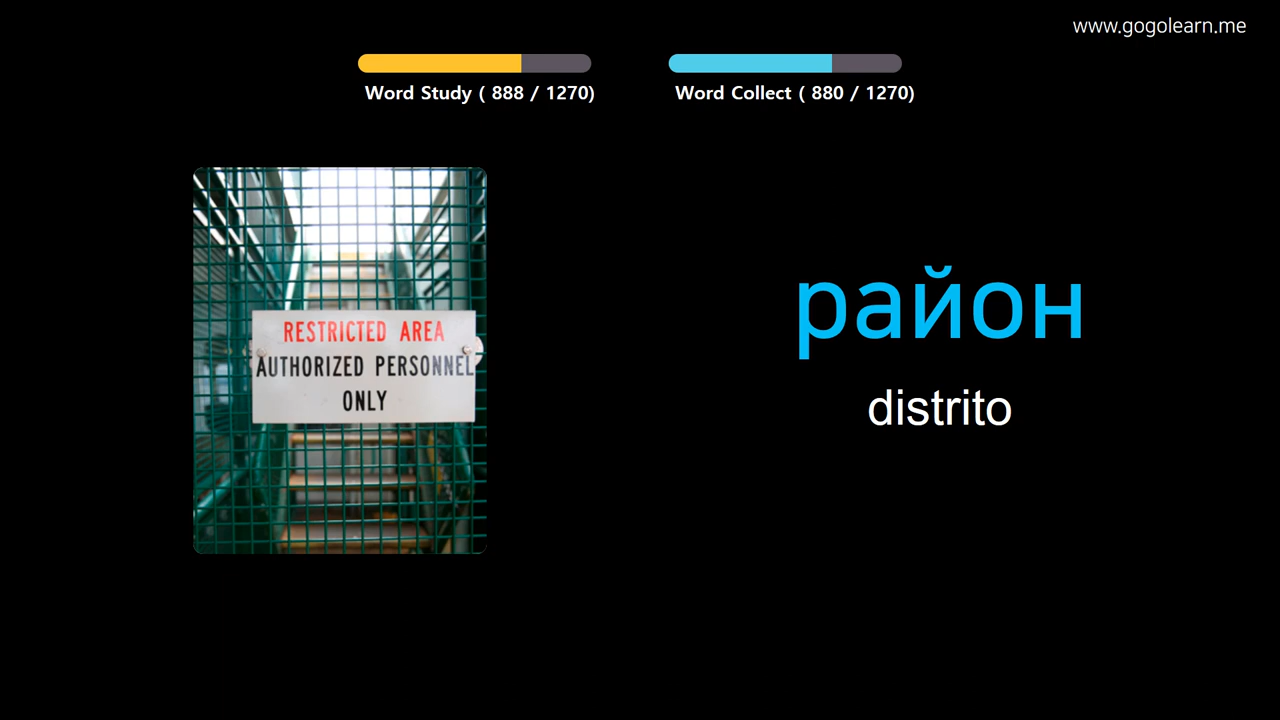 www.gogolearn.me
Word Study ( 888 / 1270)
Word Collect ( 880 / 1270)
RESTRICTED AREA
AUTHORIZED PERSONNEL
ONLY
район
distrito